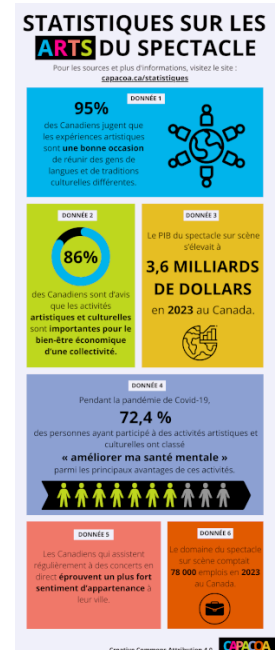 STATISTIQUES SUR LES
ARTS DU SPECTACLE
Pour les sources et plus d'informations, visitez le site :
capacoa.ca/statistiques
DONNÉE 1
95%
des Canadiens jugent que
les expériences artistiques
sont une bonne occasion
de réunir des gens de
langues et de traditions
culturelles différentes.
DONNÉE 2
86%
des Canadiens sont d'avis
que les activités
artistiques et culturelles
sont importantes pour le
bien-être économique
d'une collectivité.
DONNÉE 3
Le PIB du spectacle sur scène
s'élevait à
3,6 MILLIARDS
DE DOLLARS
en 2023 au Canada.
DONNÉE 4
Pendant la pandémie de Covid-19,
72,4 %
des personnes ayant participé à des activités artistiques et
culturelles ont classé
« améliorer ma santé mentale »
parmi les principaux avantages de ces activités.
DONNÉE 5
Les Canadiens qui assistent
régulièrement à des concerts en
direct éprouvent un plus fort
sentiment d'appartenance à
leur ville.
DONNÉE 6
Le domaine du spectacle
sur scène comptait
78 000 emplois en 2023
au Canada.
Creative Commons Attribution 4.0
CAPACOA